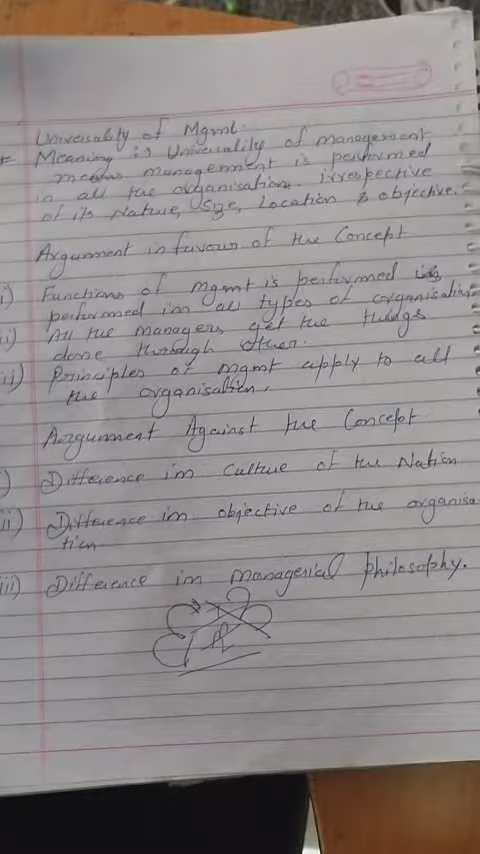 Universality of Mgmt.
Meaning :> Universality of management
means management is performed
in all the organisation irrespective
of its Nature, Size, Location & objective.
Argument in favour of the Concept
i) Functions of mgmt is performed is
performed in all types of organisation
ii) All the managers get the things
done through other.
iii) Principles of mgmt apply to all
the organisation.
Argument Against the Concept
i) Difference in culture of the Nation
ii) Difference in objective of the organisa
tion
iii) Difference in managerial philosophy.